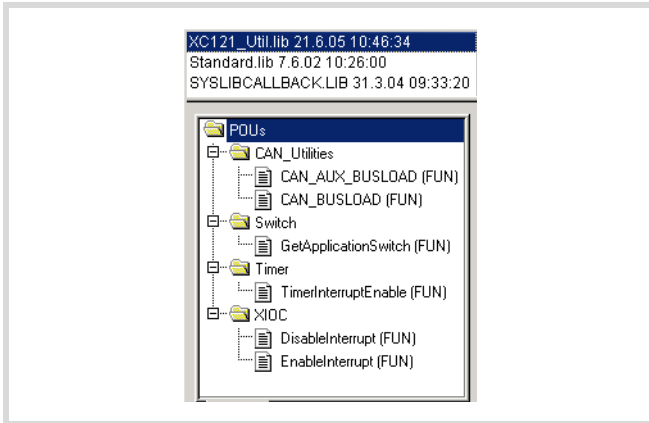 XC121_Util.lib 21.6.05 10:46:34
Standard.lib 7.6.02 10:26:00
SYSLIBCALLBACK.LIB 31.3.04 09:33:20
POUs
CAN_Utilities
CAN_AUX_BUSLOAD (FUN)
CAN_BUSLOAD (FUN)
Switch
GetApplicationSwitch (FUN)
Timer
TimerInterruptEnable (FUN)
XIOC
DisableInterrupt (FUN)
EnableInterrupt (FUN)